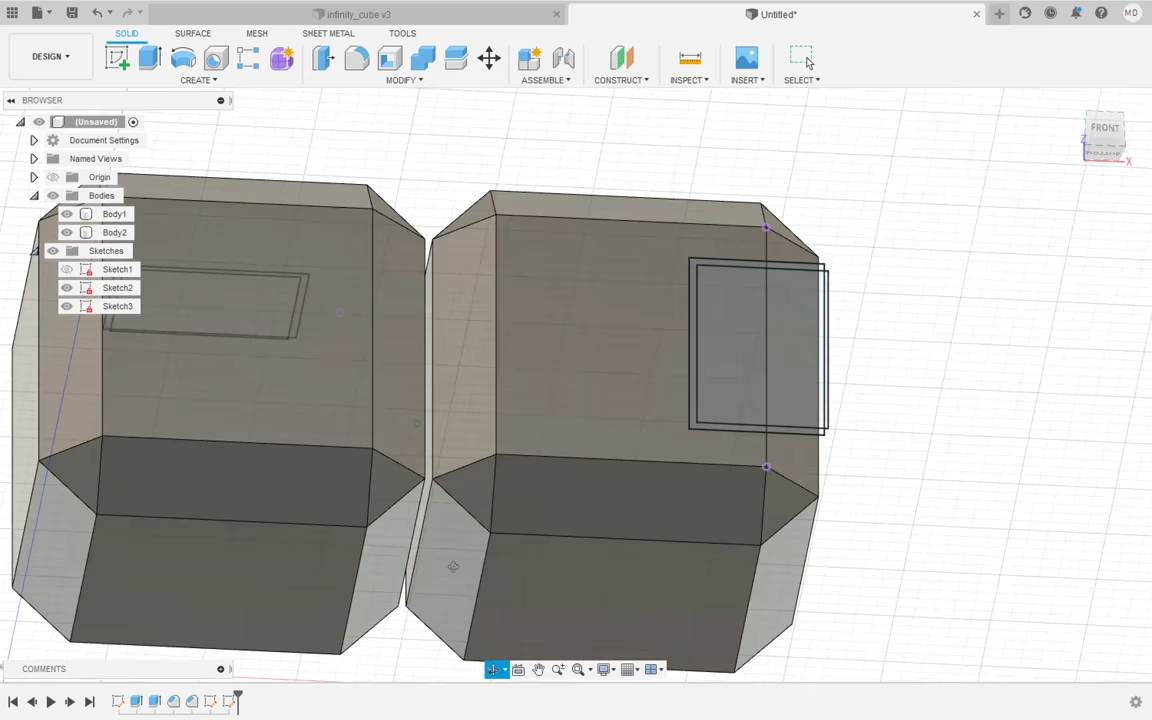 infinity_cube v3
Untitled*
MD
DESIGN
SOLID SURFACE MESH SHEET METAL TOOLS
CREATE MODIFY ASSEMBLE CONSTRUCT INSPECT INSERT SELECT
BROWSER
(Unsaved)
Document Settings
Named Views
Origin
Bodies
Body1
Body2
Sketches
Sketch1
Sketch2
Sketch3
FRONT
Z
X
COMMENTS